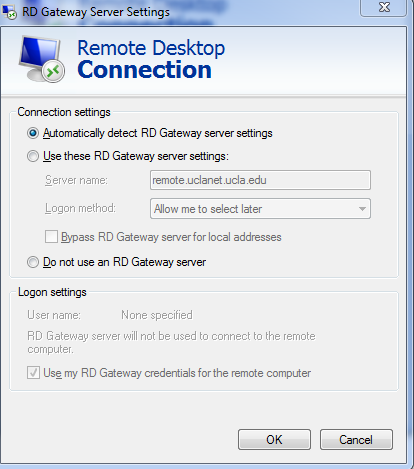 RD Gateway Server Settings
Remote Desktop
Connection
Connection settings
Automatically detect RD Gateway server settings
Use these RD Gateway server settings:
Server name: remote.uclanet.ucla.edu
Logon method: Allow me to select later
Bypass RD Gateway server for local addresses
Do not use an RD Gateway server
Logon settings
User name: None specified
RD Gateway server will not be used to connect to the remote
computer.
Use my RD Gateway credentials for the remote computer
OK Cancel